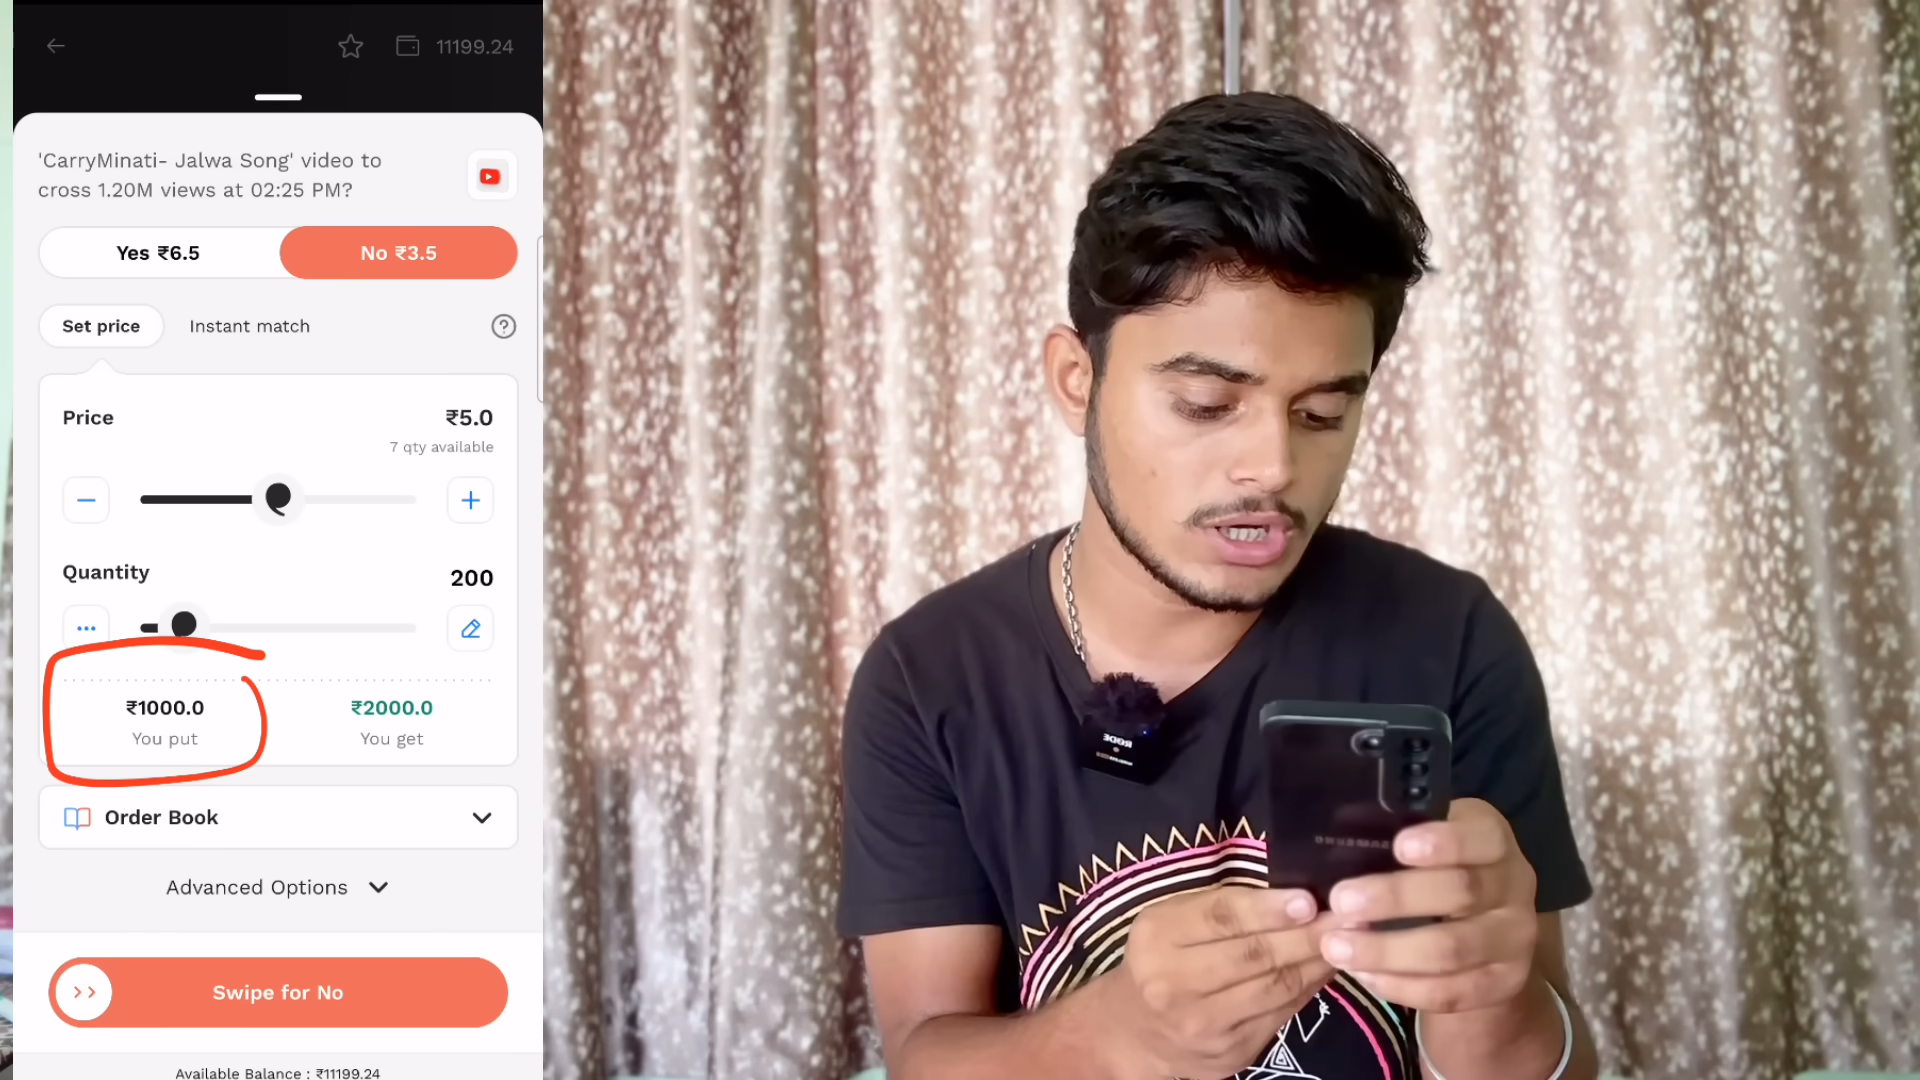 11199.24
'CarryMinati- Jalwa Song' video to
cross 1.20M views at 02:25 PM?
Yes ₹6.5
No ₹3.5
Set price
Instant match
Price
₹5.0
7 qty available
Quantity
200
₹1000.0
₹2000.0
You put
You get
Order Book
Advanced Options
Swipe for No
Available Balance : ₹11199.24
RODE